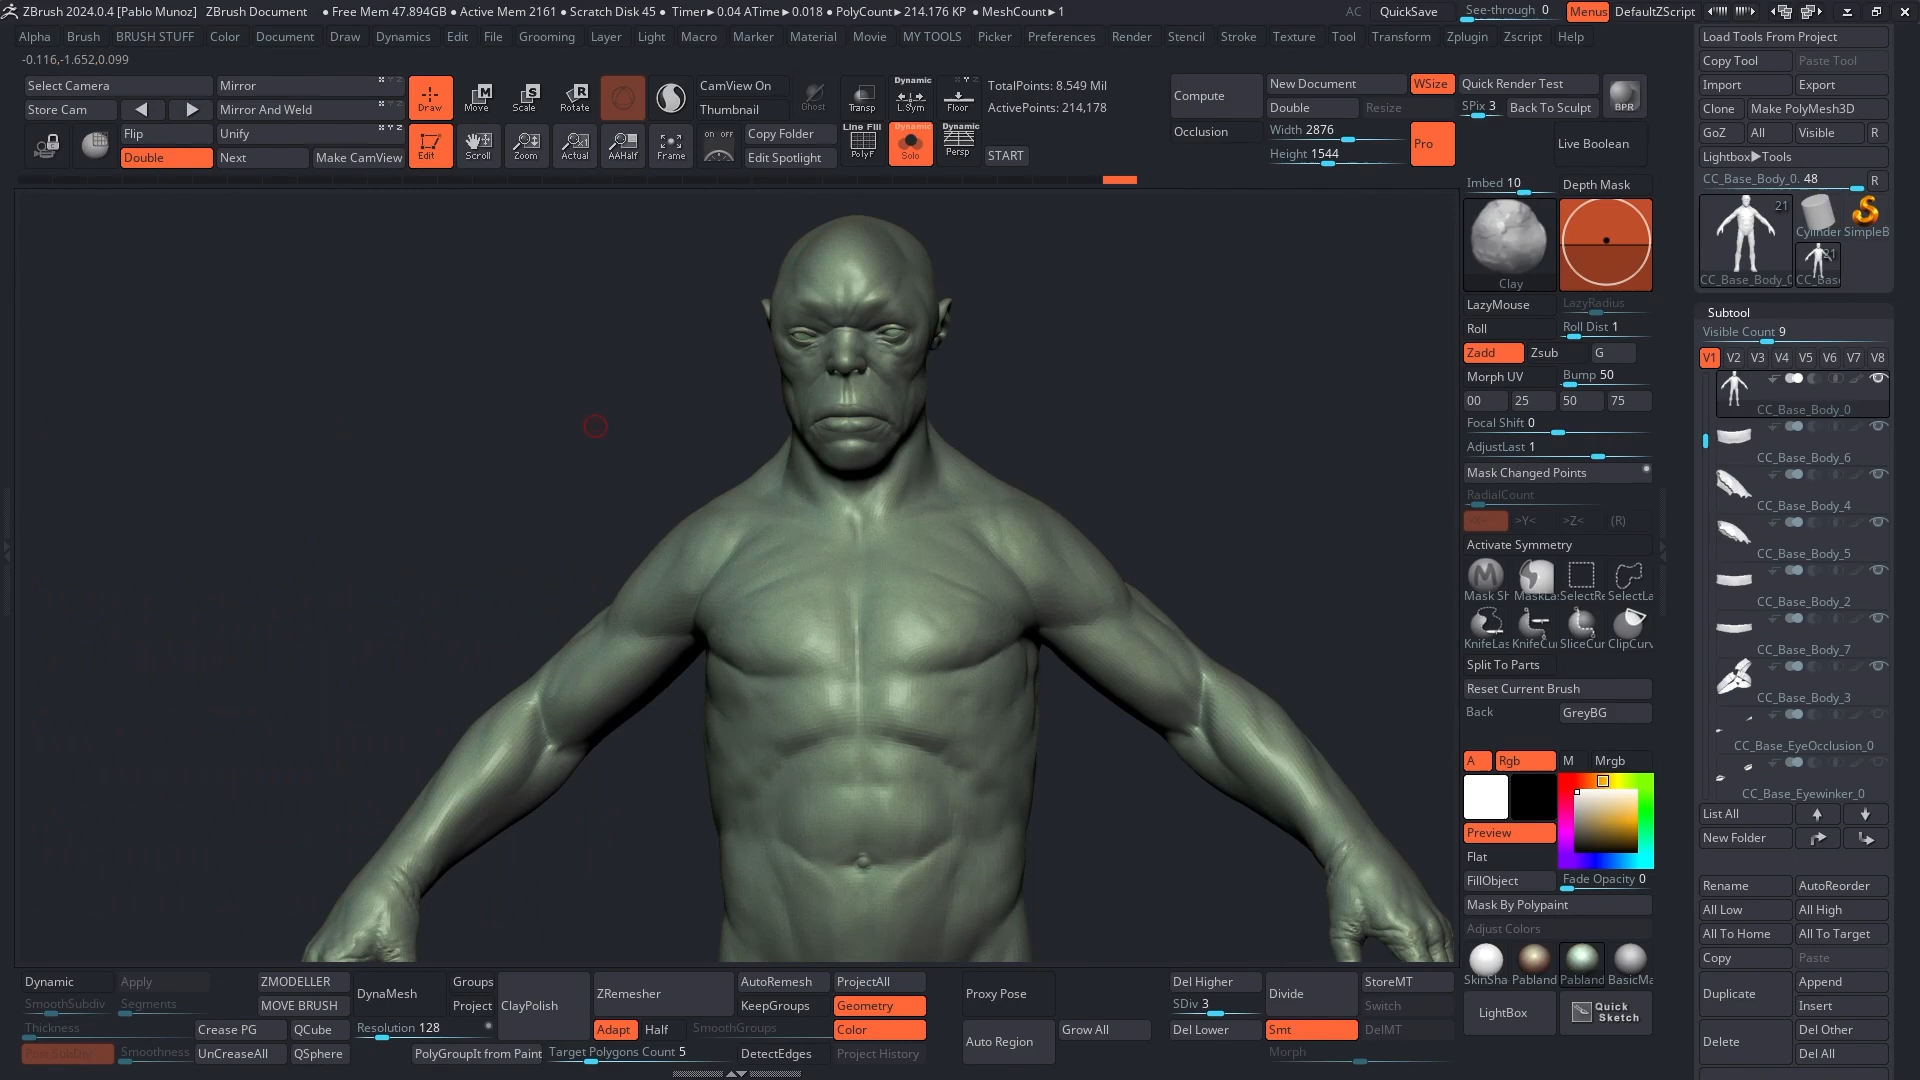 ZBrush 2024.0.4 [Pablo Munoz] ZBrush Document ● Free Mem 47.894GB ● Active Mem 2161 ● Scratch Disk 45 ● Timer►0.04 ATime►0.018 ● PolyCount►214.176 KP ● MeshCount►1 AC QuickSave See-through 0 Menus DefaultZScript
Alpha Brush BRUSH STUFF Color Document Draw Dynamics Edit File Grooming Layer Light Macro Marker Material Movie MY TOOLS Picker Preferences Render Stencil Stroke Texture Tool Transform Zplugin Zscript Help
-0.116,-1.652,0.099
Select Camera Mirror
Store Cam Mirror And Weld
Flip Unify
Double Next Make CamView
Draw Move Scale Rotate
Edit Scroll Zoom Actual AAHalf Frame
CamView On
Thumbnail
Copy Folder
Edit Spotlight
ON OFF
Ghost Transp Dynamic L.Sym Floor
Line Fill PolyF Dynamic Solo Dynamic Persp
TotalPoints: 8.549 Mil
ActivePoints: 214,178
START
Compute
Occlusion
New Document WSize
Double Resize
Width 2876
Height 1544
Pro
Quick Render Test
SPix 3 Back To Sculpt
BPR
Live Boolean
Imbed 10 Depth Mask
Clay
LazyMouse LazyRadius
Roll Roll Dist 1
Zadd Zsub G
Morph UV Bump 50
00 25 50 75
Focal Shift 0
AdjustLast 1
Mask Changed Points
RadialCount
>X< >Y< >Z< (R)
Activate Symmetry
Mask Sh MaskLa SelectRe SelectLa
KnifeLas KnifeCu SliceCur ClipCurv
Split To Parts
Reset Current Brush
Back GreyBG
A Rgb M Mrgb
Preview
Flat
FillObject Fade Opacity 0
Mask By Polypaint
Adjust Colors
SkinSha Pabland Pabland BasicMa
LightBox Quick Sketch
Load Tools From Project
Copy Tool Paste Tool
Import Export
Clone Make PolyMesh3D
GoZ All Visible R
Lightbox►Tools
CC_Base_Body_0. 48 R
21
Cylinder SimpleB
21
CC_Base_Body_0 CC_Bas
Subtool
Visible Count 9
V1 V2 V3 V4 V5 V6 V7 V8
CC_Base_Body_0
CC_Base_Body_6
CC_Base_Body_4
CC_Base_Body_5
CC_Base_Body_2
CC_Base_Body_7
CC_Base_Body_3
CC_Base_EyeOcclusion_0
CC_Base_Eyewinker_0
List All
New Folder
Rename AutoReorder
All Low All High
All To Home All To Target
Copy Paste
Duplicate Append
Insert
Delete Del Other
Del All
Dynamic Apply
SmoothSubdiv Segments
Thickness
Smoothness
ZMODELLER
MOVE BRUSH
Crease PG QCube
UnCreaseAll QSphere
DynaMesh Groups
Project
Resolution 128
PolyGroupIt from Paint
ClayPolish
ZRemesher
Adapt Half SmoothGroups
Target Polygons Count 5
AutoRemesh ProjectAll
KeepGroups Geometry
Color
DetectEdges Project History
Proxy Pose
Auto Region Grow All
Del Higher Divide StoreMT
SDiv 3 Switch
Del Lower Smt DelMT
Morph